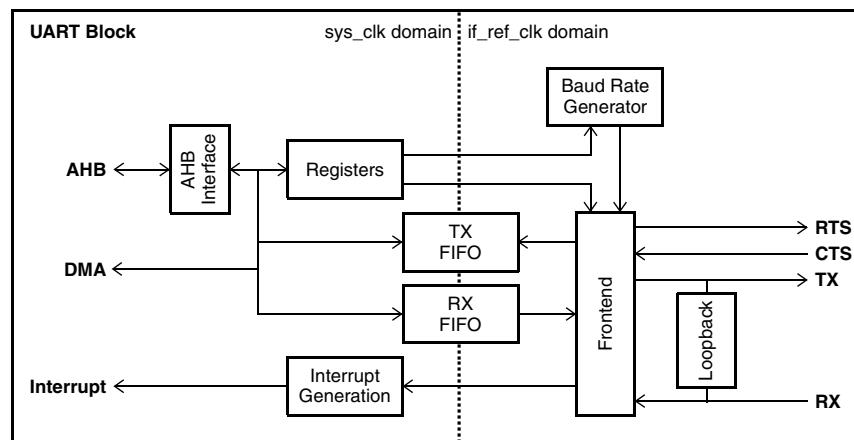 UART Block
sys_clk domain
if_ref_clk domain
Baud Rate
Generator
AHB
AHB
Interface
Registers
TX
FIFO
RTS
CTS
DMA
TX
RX
FIFO
Frontend
Loopback
Interrupt
Interrupt
Generation
RX